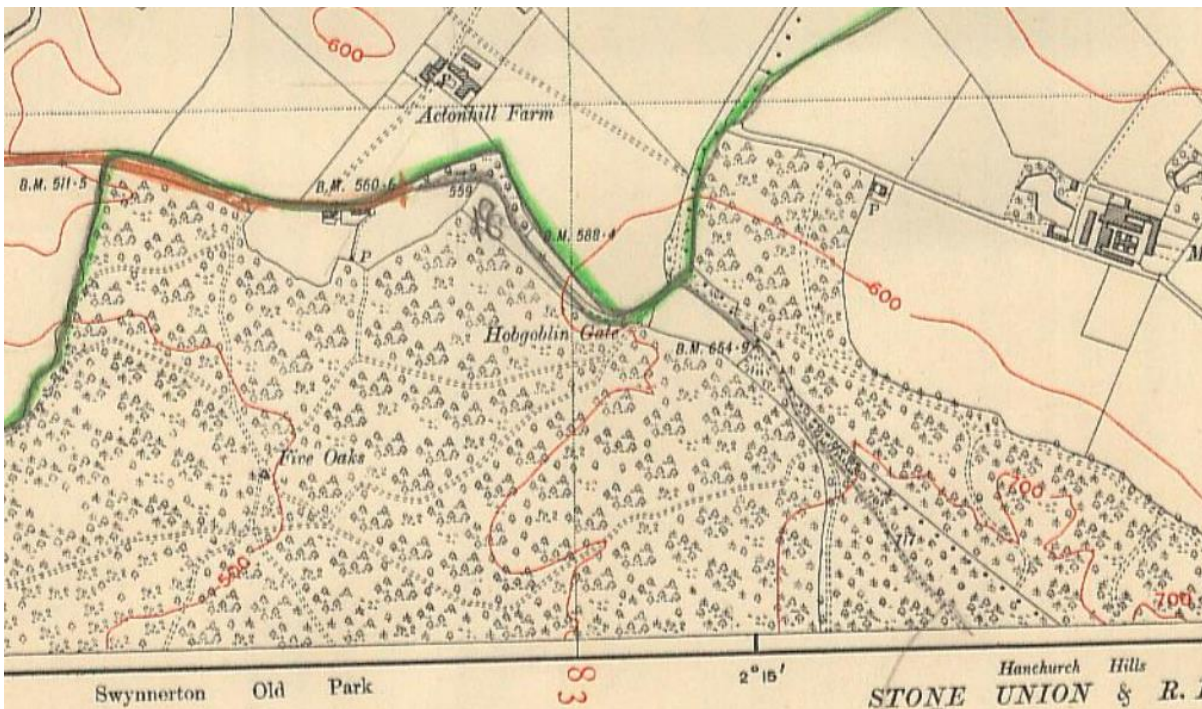 600
Actonhill Farm
B.M. 511·5
B.M. 560·6
559
18
B.M. 588·4
P
P
600
Hobgoblin Gate
B.M. 654·9
Five Oaks
700
717
500
700
83
2°15'
Hanchurch Hills
Swynnerton Old Park
STONE UNION & R.